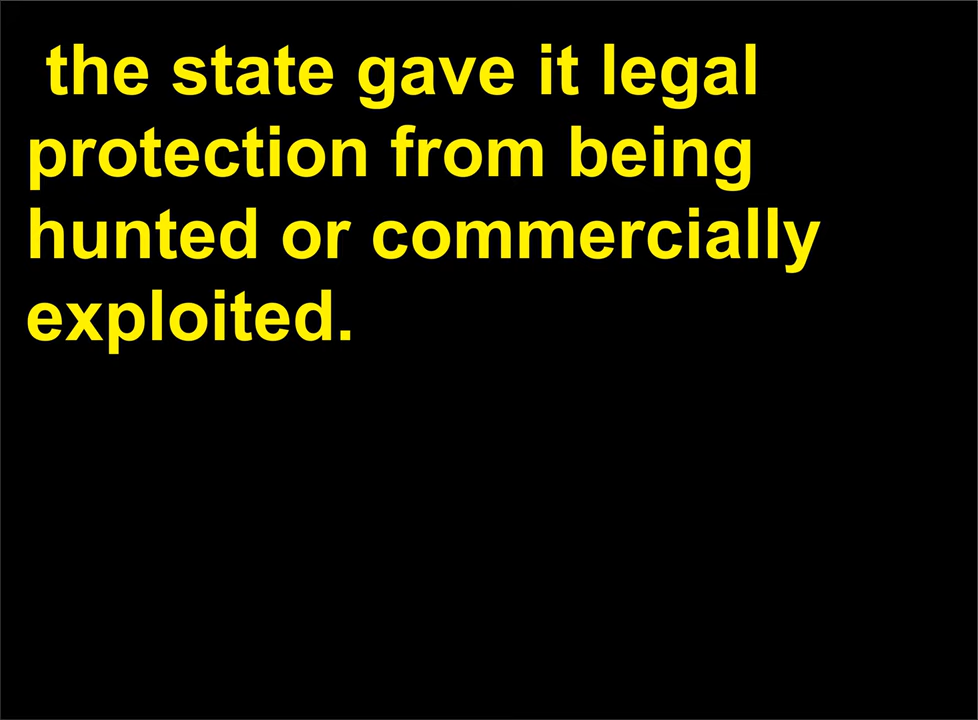 the state gave it legal
protection from being
hunted or commercially
exploited.